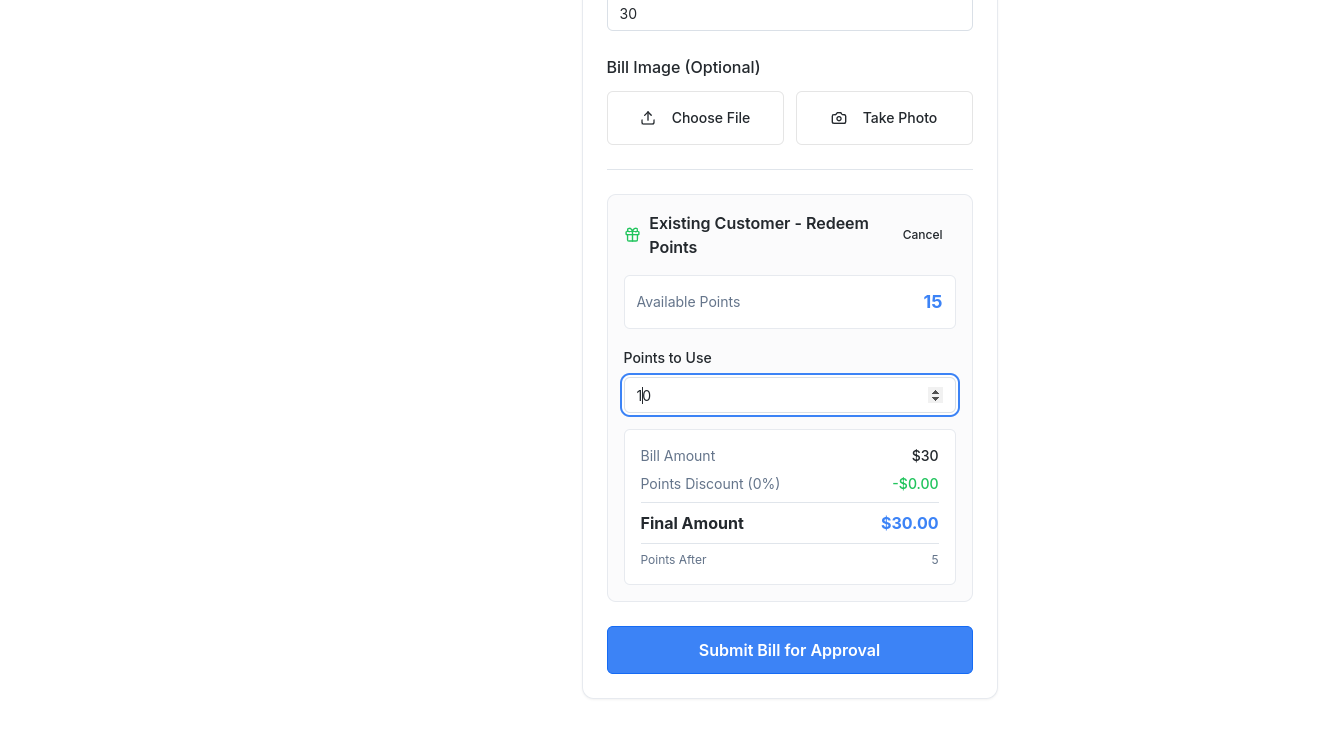 30
Bill Image (Optional)
Choose File
Take Photo
Existing Customer - Redeem
Points
Cancel
Available Points
15
Points to Use
10
Bill Amount
$30
Points Discount (0%)
-$0.00
Final Amount
$30.00
Points After
5
Submit Bill for Approval